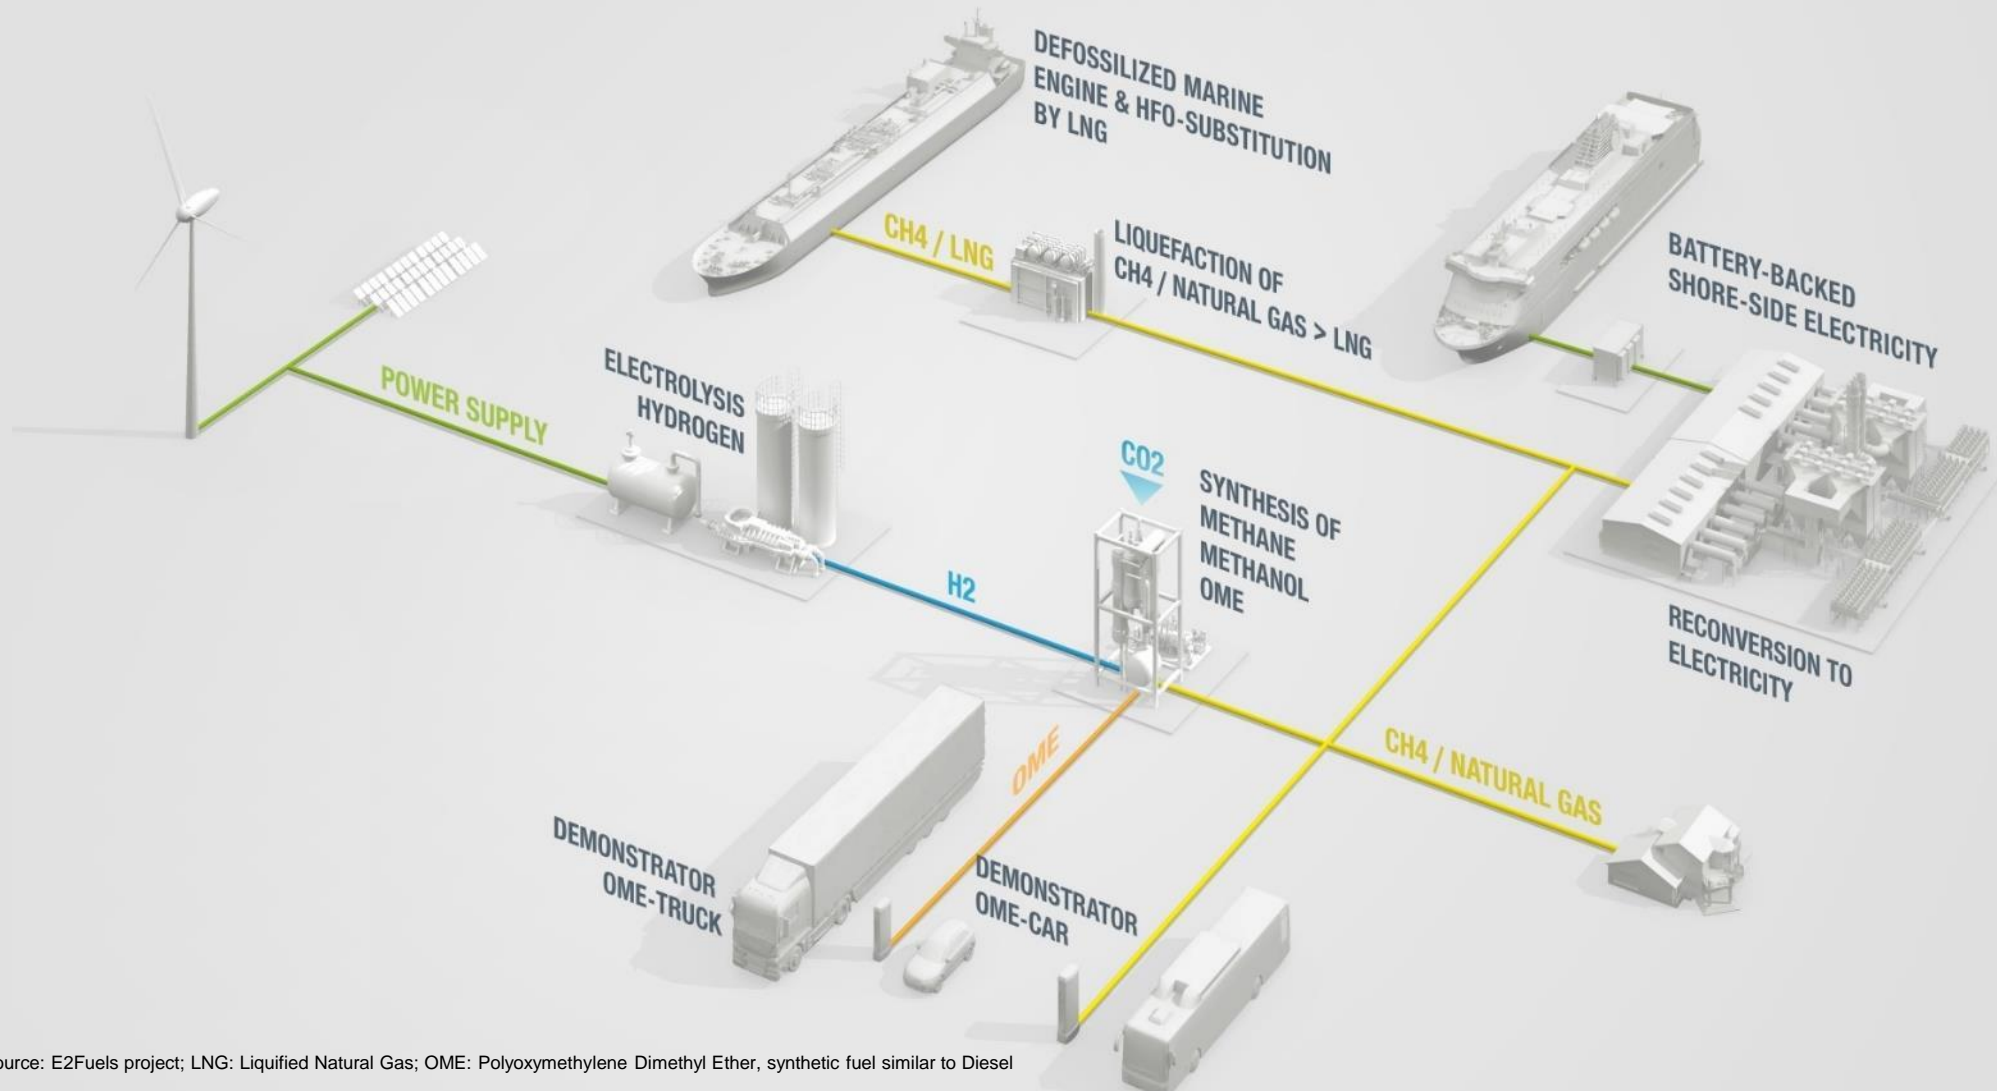 DEFOSSILIZED MARINE
ENGINE & HFO-SUBSTITUTION
BY LNG
CH4 / LNG
LIQUEFACTION OF
CH4 / NATURAL GAS > LNG
BATTERY-BACKED
SHORE-SIDE ELECTRICITY
POWER SUPPLY
ELECTROLYSIS
HYDROGEN
CO2
SYNTHESIS OF
METHANE
METHANOL
OME
H2
RECONVERSION TO
ELECTRICITY
OME
CH4 / NATURAL GAS
DEMONSTRATOR
OME-TRUCK
DEMONSTRATOR
OME-CAR
ource: E2Fuels project; LNG: Liquified Natural Gas; OME: Polyoxymethylene Dimethyl Ether, synthetic fuel similar to Diesel